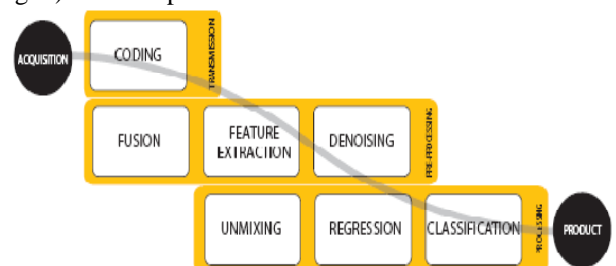 ACQUISITION
CODING
TRANSMISSION
FUSION
FEATURE
EXTRACTION
DENOISING
PRE-PROCESSING
UNMIXING
REGRESSION
CLASSIFICATION
PROCESSING
PRODUCT